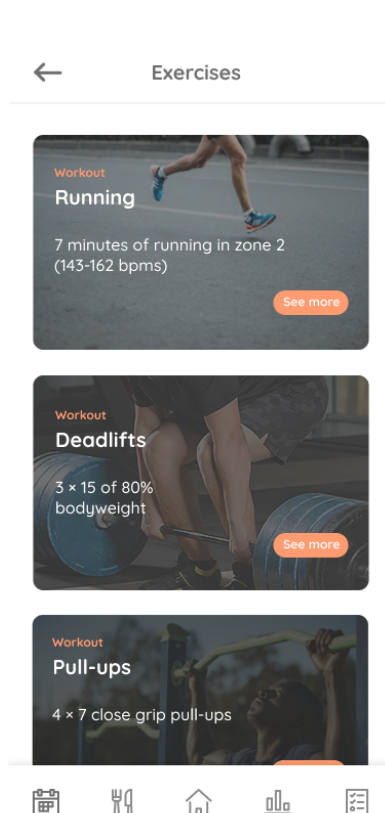 Exercises
Workout
Running
7 minutes of running in zone 2
(143-162 bpms)
See more
Workout
Deadlifts
3 × 15 of 80%
bodyweight
See more
Workout
Pull-ups
4 × 7 close grip pull-ups